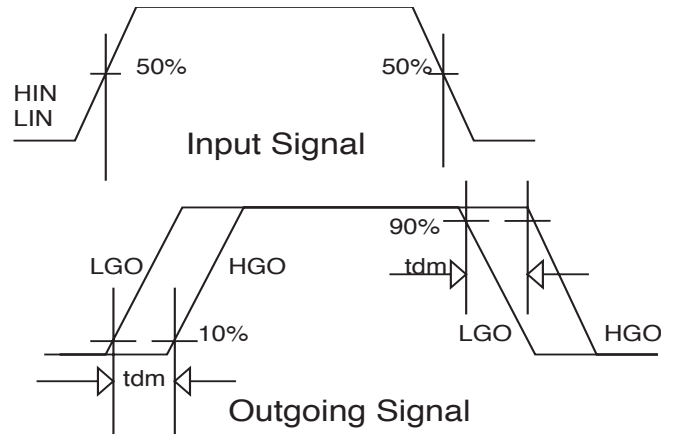 50%
50%
HIN
LIN
Input Signal
90%
LGO
HGO
tdm
10%
LGO
HGO
tdm
Outgoing Signal